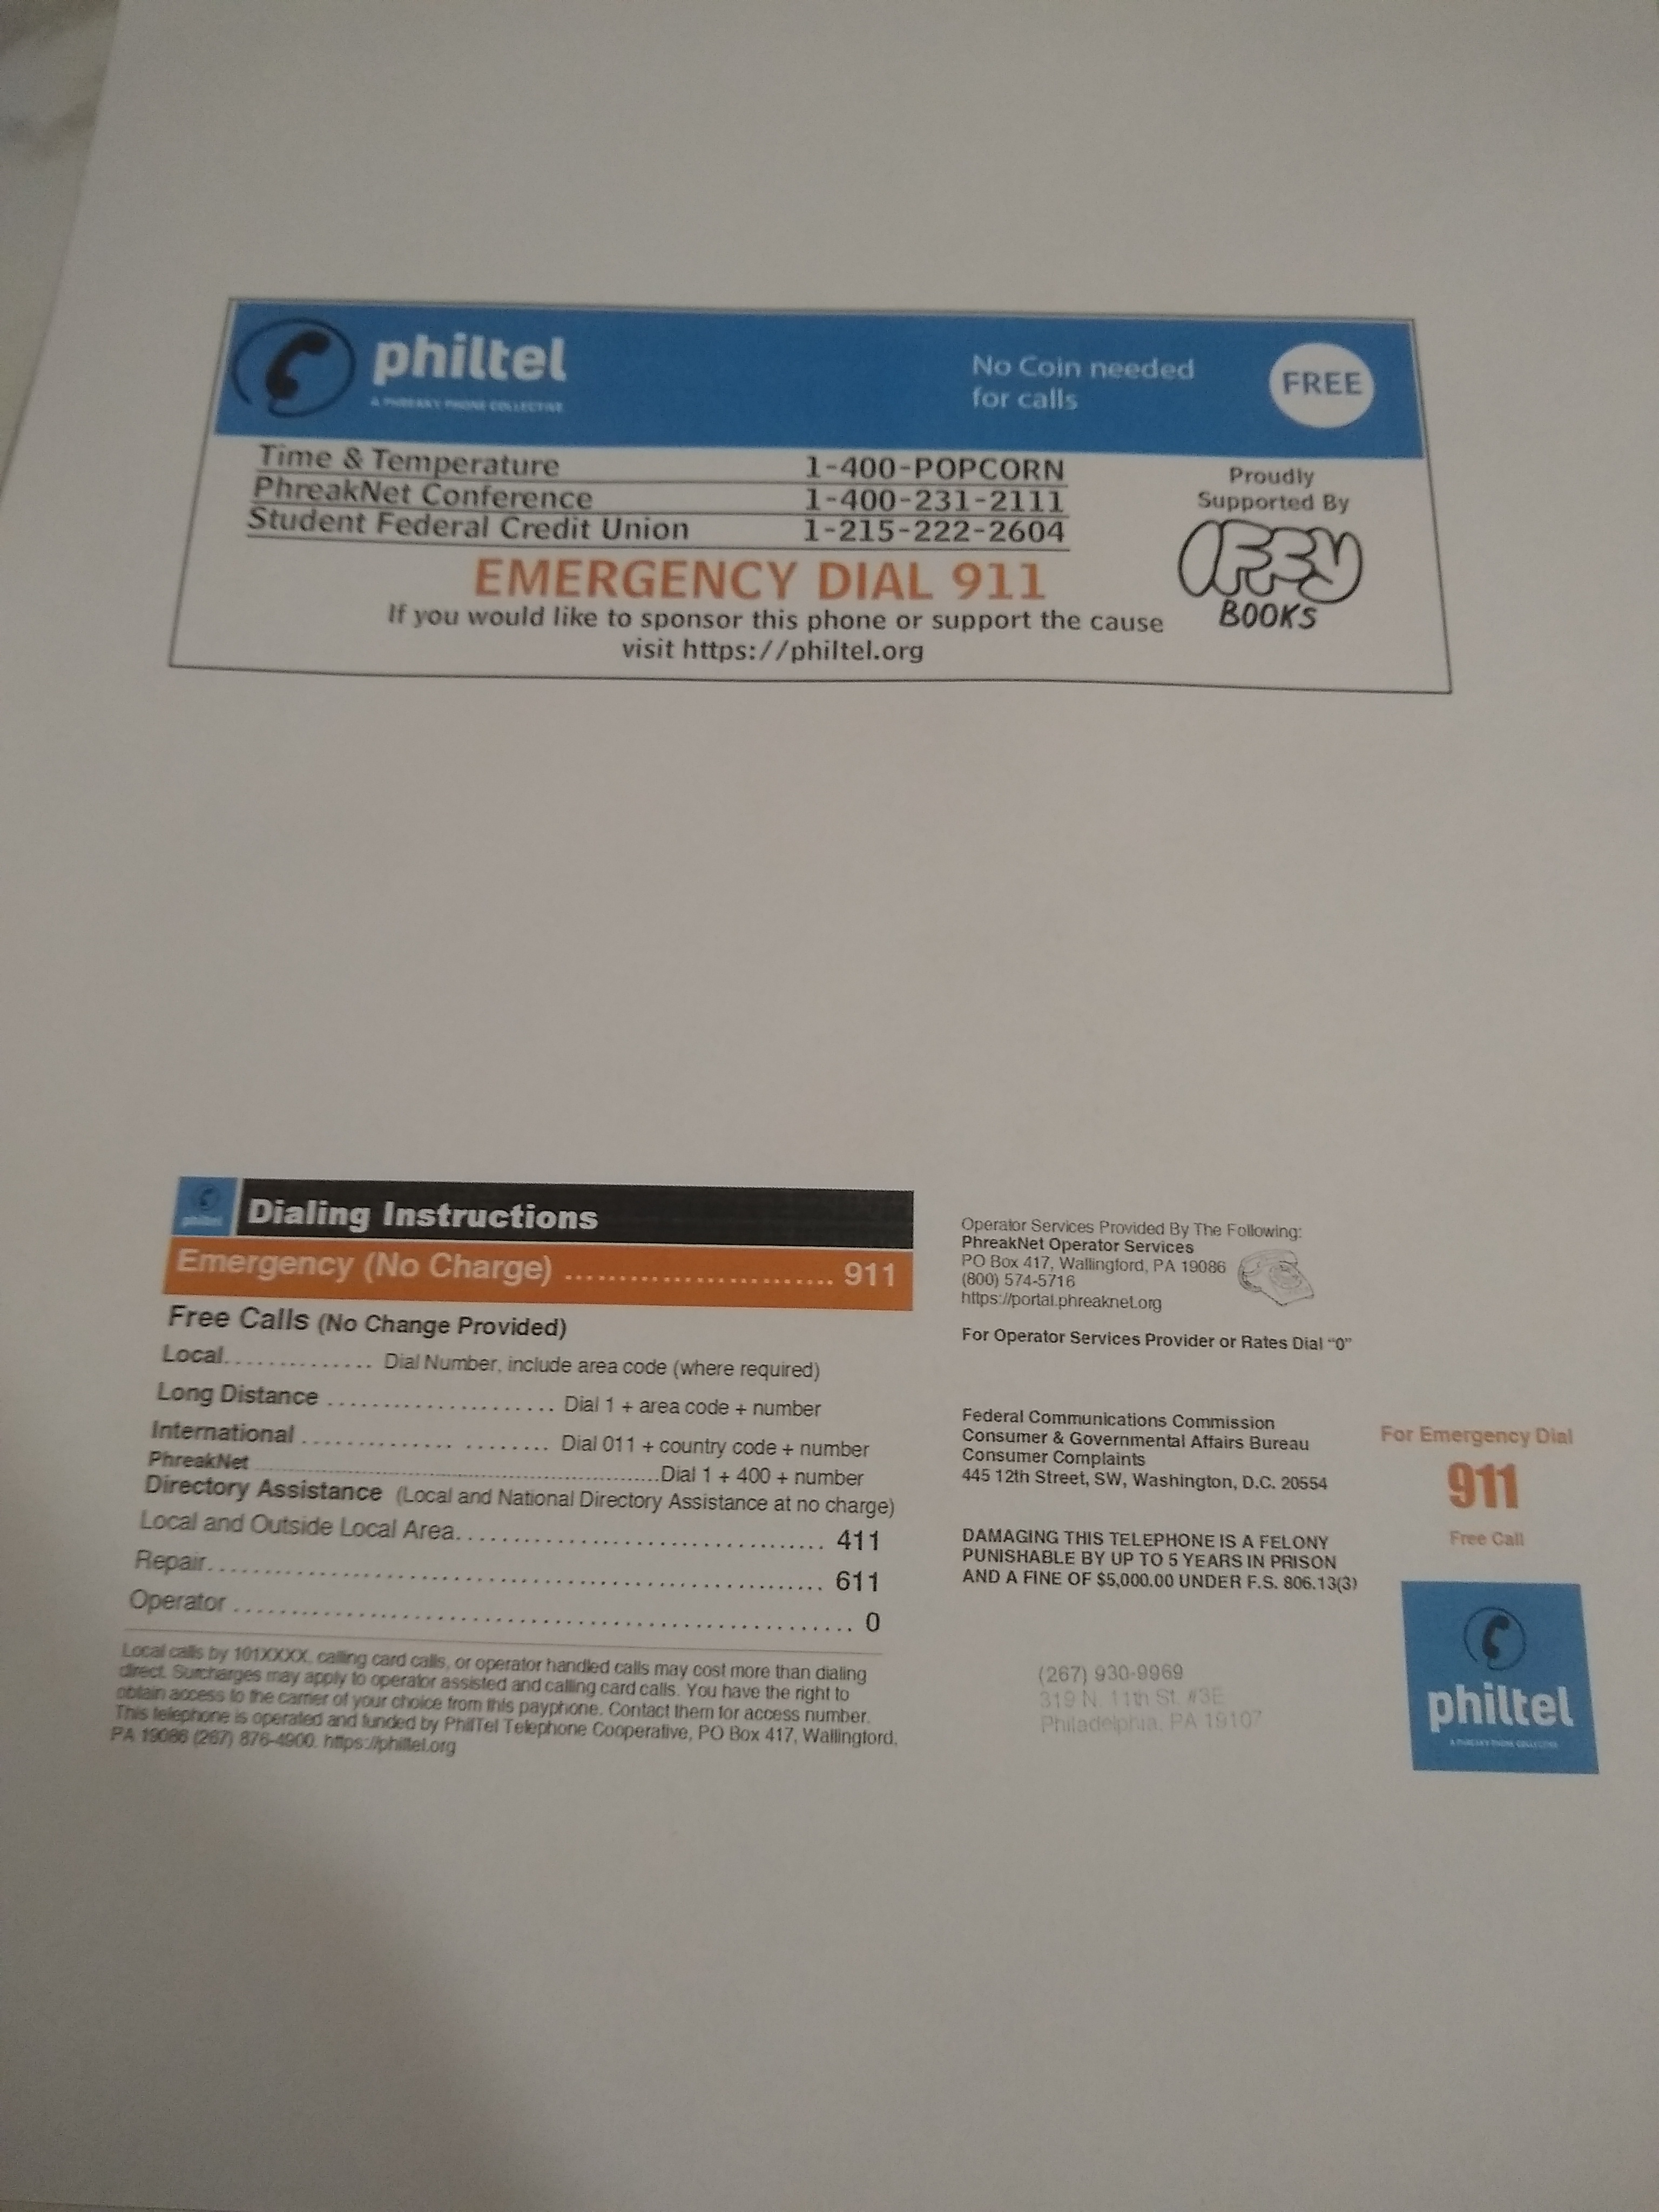 philtel
A PHREAKY PHONE COLLECTIVE
No Coin needed
for calls
FREE
Time & Temperature 1-400-POPCORN
PhreakNet Conference 1-400-231-2111
Student Federal Credit Union 1-215-222-2604
EMERGENCY DIAL 911
If you would like to sponsor this phone or support the cause
visit https://philtel.org
Proudly
Supported By
IFFY
BOOKS
philtel
Dialing Instructions
Emergency (No Charge) ........................... 911
Free Calls (No Change Provided)
Local............... Dial Number, include area code (where required)
Long Distance ...................... Dial 1 + area code + number
International ............... ........ Dial 011 + country code + number
PhreakNet ...............................................Dial 1 + 400 + number
Directory Assistance (Local and National Directory Assistance at no charge)
Local and Outside Local Area.................................... 411
Repair............................................................. 611
Operator ............................................................. 0
Local calls by 101XXXX, calling card calls, or operator handled calls may cost more than dialing
direct. Surcharges may apply to operator assisted and calling card calls. You have the right to
obtain access to the carrier of your choice from this payphone. Contact them for access number.
This telephone is operated and funded by PhilTel Telephone Cooperative, PO Box 417, Wallingford,
PA 19086 (267) 876-4900. https://philtel.org
Operator Services Provided By The Following:
PhreakNet Operator Services
PO Box 417, Wallingford, PA 19086
(800) 574-5716
https://portal.phreaknet.org
For Operator Services Provider or Rates Dial "0"
Federal Communications Commission
Consumer & Governmental Affairs Bureau
Consumer Complaints
445 12th Street, SW, Washington, D.C. 20554
DAMAGING THIS TELEPHONE IS A FELONY
PUNISHABLE BY UP TO 5 YEARS IN PRISON
AND A FINE OF $5,000.00 UNDER F.S. 806.13(3)
(267) 930-9969
319 N. 11th St. #3E
Philadelphia, PA 19107
For Emergency Dial
911
Free Call
philtel
A PHREAKY PHONE COLLECTIVE